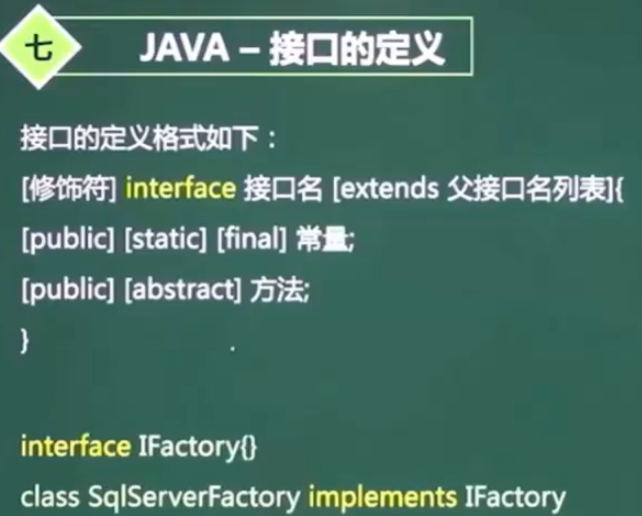 七
JAVA – 接口的定义
接口的定义格式如下：
[修饰符] interface 接口名 [extends 父接口名列表]{
[public] [static] [final] 常量;
[public] [abstract] 方法;
}
interface IFactory{}
class SqlServerFactory implements IFactory